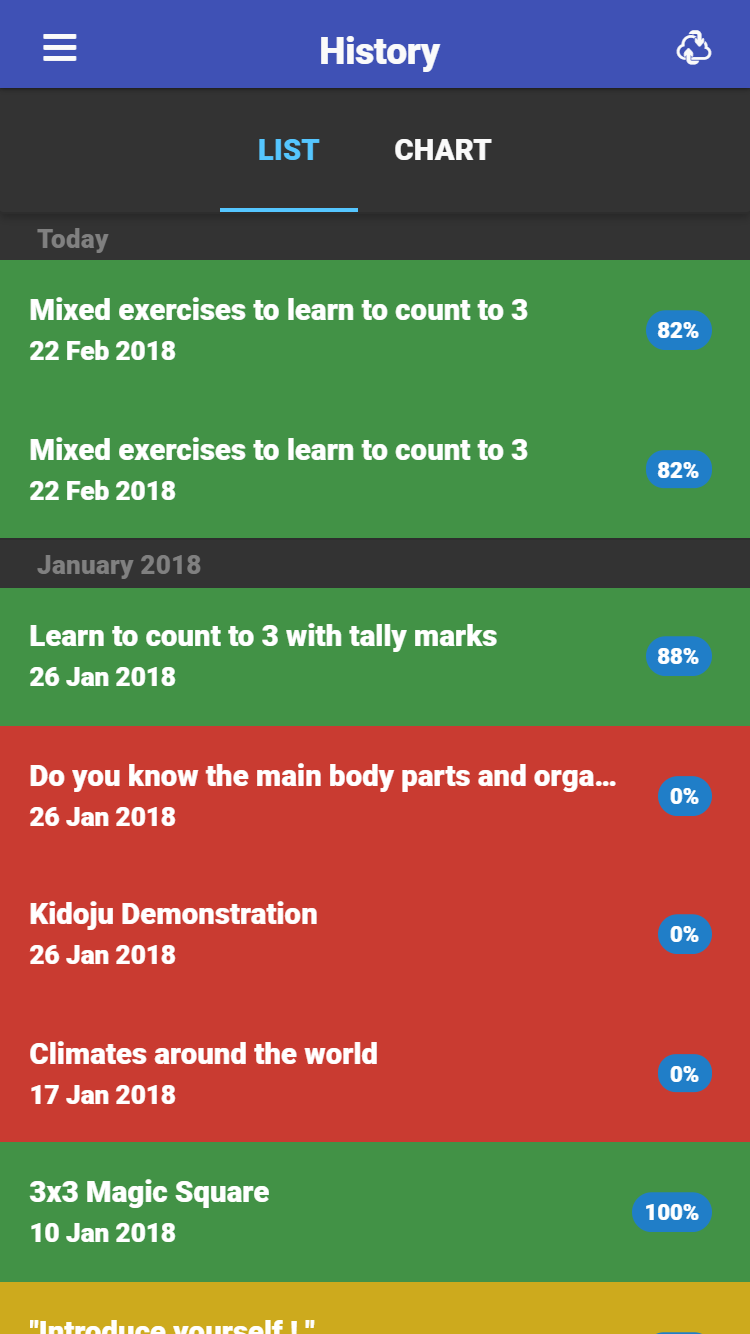 History
LIST CHART
Today
Mixed exercises to learn to count to 3
22 Feb 2018
82%
Mixed exercises to learn to count to 3
22 Feb 2018
82%
January 2018
Learn to count to 3 with tally marks
26 Jan 2018
88%
Do you know the main body parts and orga...
26 Jan 2018
0%
Kidoju Demonstration
26 Jan 2018
0%
Climates around the world
17 Jan 2018
0%
3x3 Magic Square
10 Jan 2018
100%
"Introduce yourself ! "